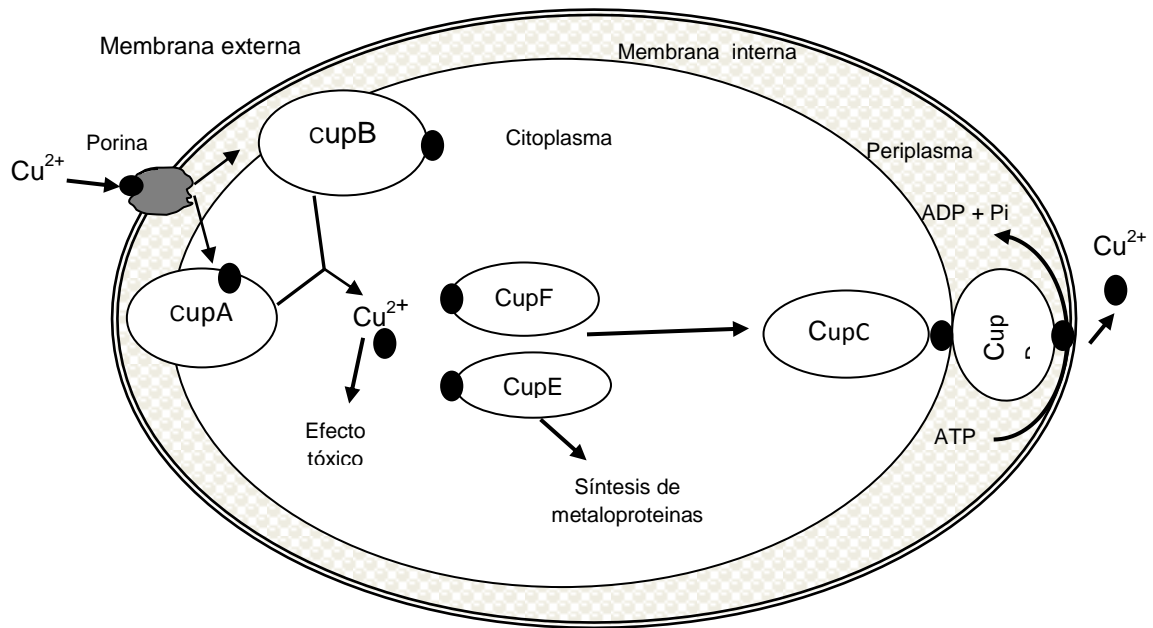 Membrana externa
Membrana interna
cupB
Citoplasma
Porina
Periplasma
Cu²⁺
ADP + Pi
Cu²⁺
cupA
CupF
Cu²⁺
CupC
Cup
CupE
ATP
Efecto
tóxico
Síntesis de
metaloproteinas